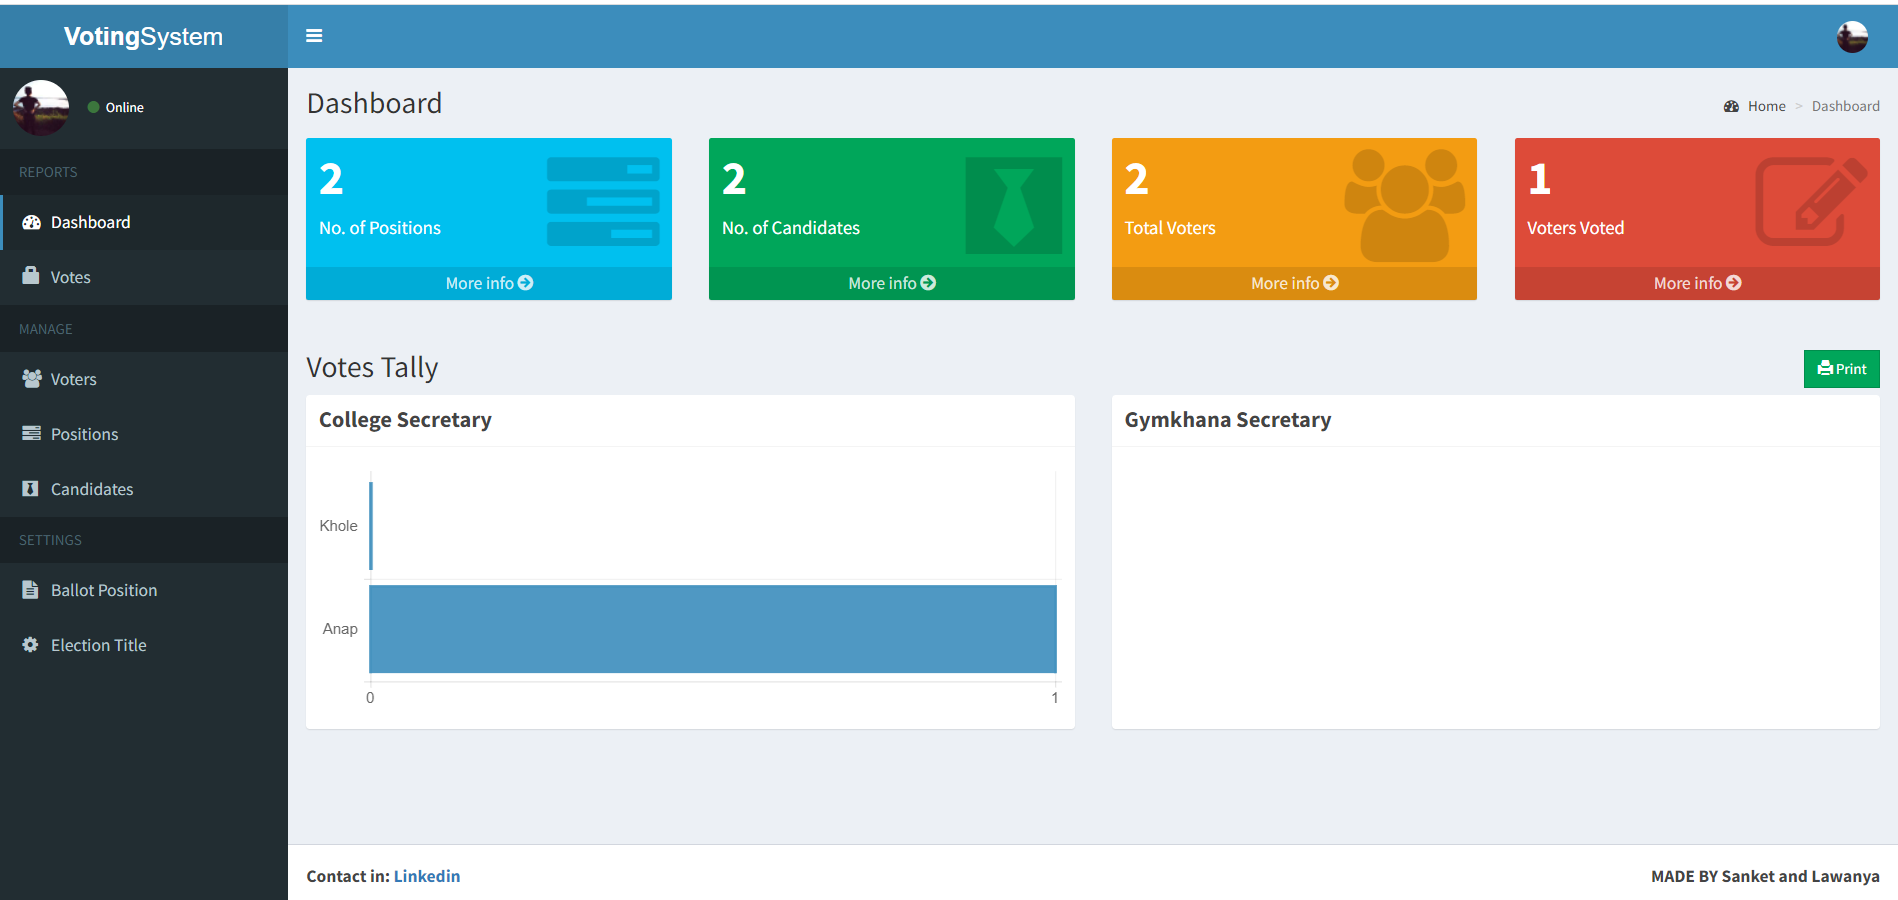 VotingSystem
Online
REPORTS
Dashboard
Votes
MANAGE
Voters
Positions
Candidates
SETTINGS
Ballot Position
Election Title
Dashboard
Home > Dashboard
2
No. of Positions
More info
2
No. of Candidates
More info
2
Total Voters
More info
1
Voters Voted
More info
Votes Tally
Print
College Secretary
Khole
Anap
0 1
Gymkhana Secretary
Contact in: Linkedin
MADE BY Sanket and Lawanya